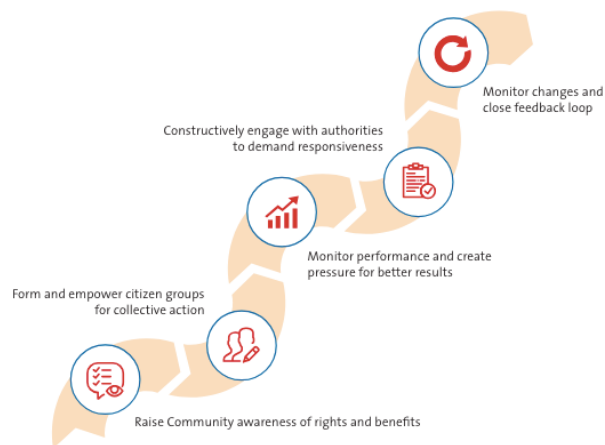 Monitor changes and
close feedback loop
Constructively engage with authorities
to demand responsiveness
Monitor performance and create
pressure for better results
Form and empower citizen groups
for collective action
Raise Community awareness of rights and benefits